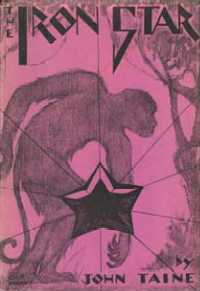 THE
IRON STAR
by
JOHN TAINE